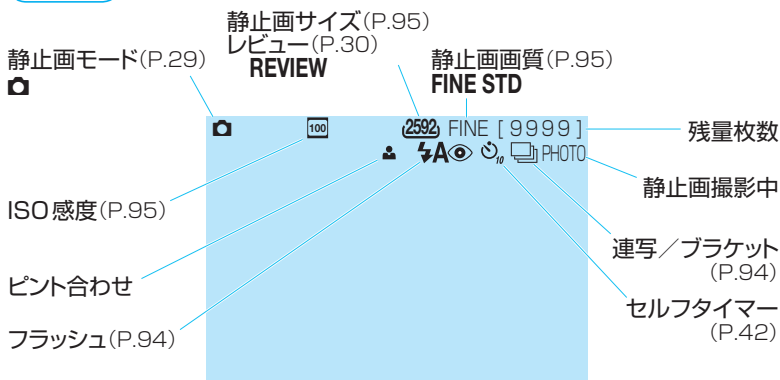 静止画サイズ(P.95)
レビュー(P.30)
REVIEW
静止画モード(P.29)
静止画画質(P.95)
FINE STD
100
2592 FINE [9999]
残量枚数
A 10 PHOTO
静止画撮影中
ISO感度(P.95)
連写/ブラケット
(P.94)
ピント合わせ
セルフタイマー
(P.42)
フラッシュ(P.94)